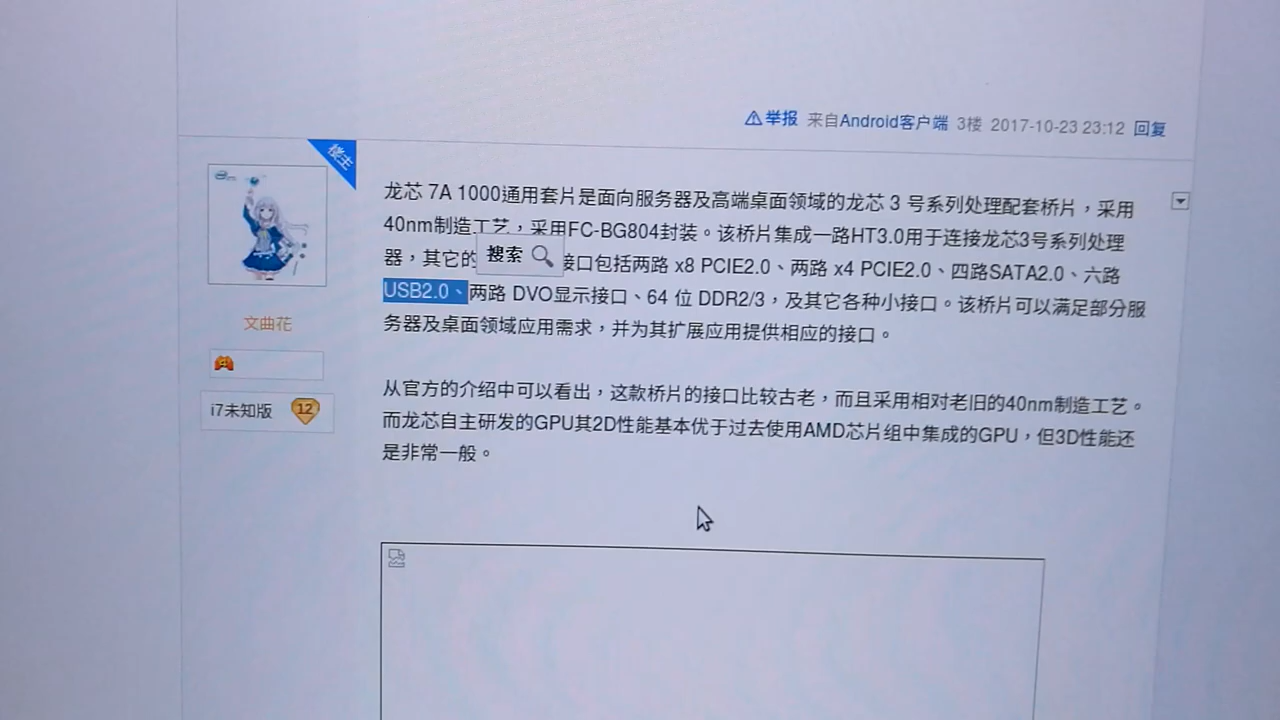 举报 来自Android客户端 3楼 2017-10-23 23:12 回复
楼主
龙芯 7A 1000通用套片是面向服务器及高端桌面领域的龙芯 3 号系列处理配套桥片，采用
40nm制造工艺，采用FC-BG804封装。该桥片集成一路HT3.0用于连接龙芯3号系列处理
器，其它的 接口包括两路 x8 PCIE2.0、两路 x4 PCIE2.0、四路SATA2.0、六路
搜索
USB2.0、两路 DVO显示接口、64 位 DDR2/3，及其它各种小接口。该桥片可以满足部分服
务器及桌面领域应用需求，并为其扩展应用提供相应的接口。
文曲花
i7未知版 12
从官方的介绍中可以看出，这款桥片的接口比较古老，而且采用相对老旧的40nm制造工艺。
而龙芯自主研发的GPU其2D性能基本优于过去使用AMD芯片组中集成的GPU，但3D性能还
是非常一般。